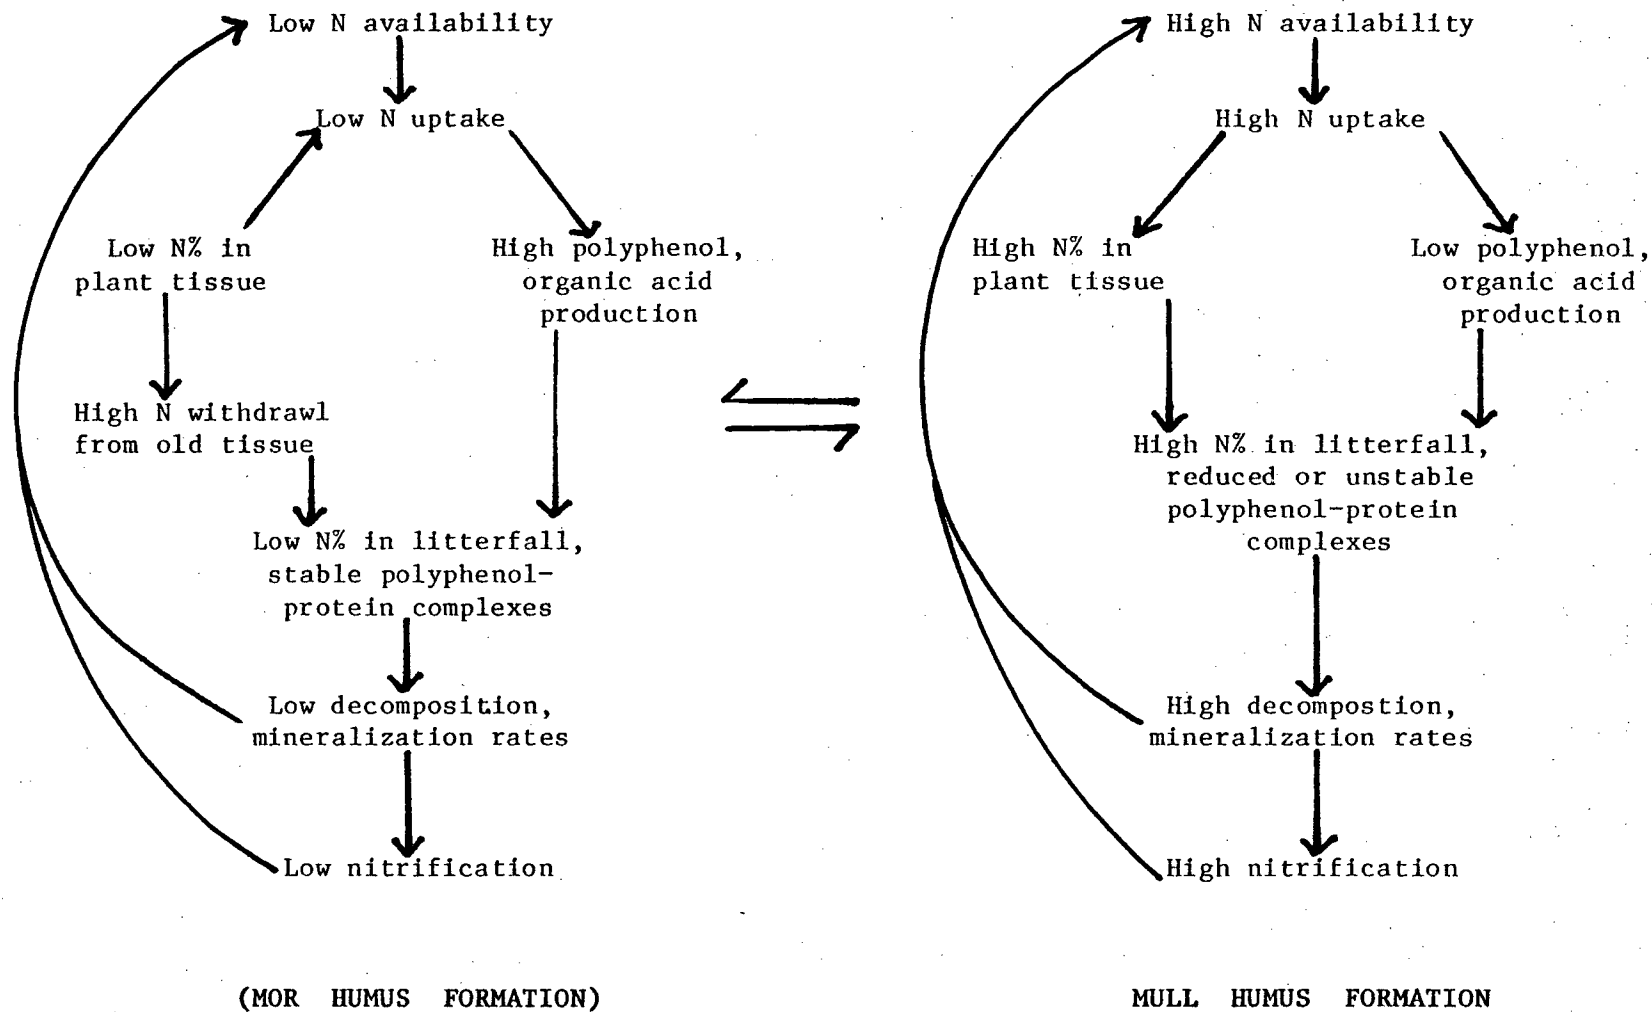 Low N availability
Low N uptake
Low N% in
plant tissue
High polyphenol,
organic acid
production
High N withdrawl
from old tissue
Low N% in litterfall,
stable polyphenol-
protein complexes
Low decomposition,
mineralization rates
Low nitrification
(MOR HUMUS FORMATION)
High N availability
High N uptake
High N% in
plant tissue
Low polyphenol,
organic acid
production
High N% in litterfall,
reduced or unstable
polyphenol-protein
complexes
High decompostion,
mineralization rates
High nitrification
MULL HUMUS FORMATION